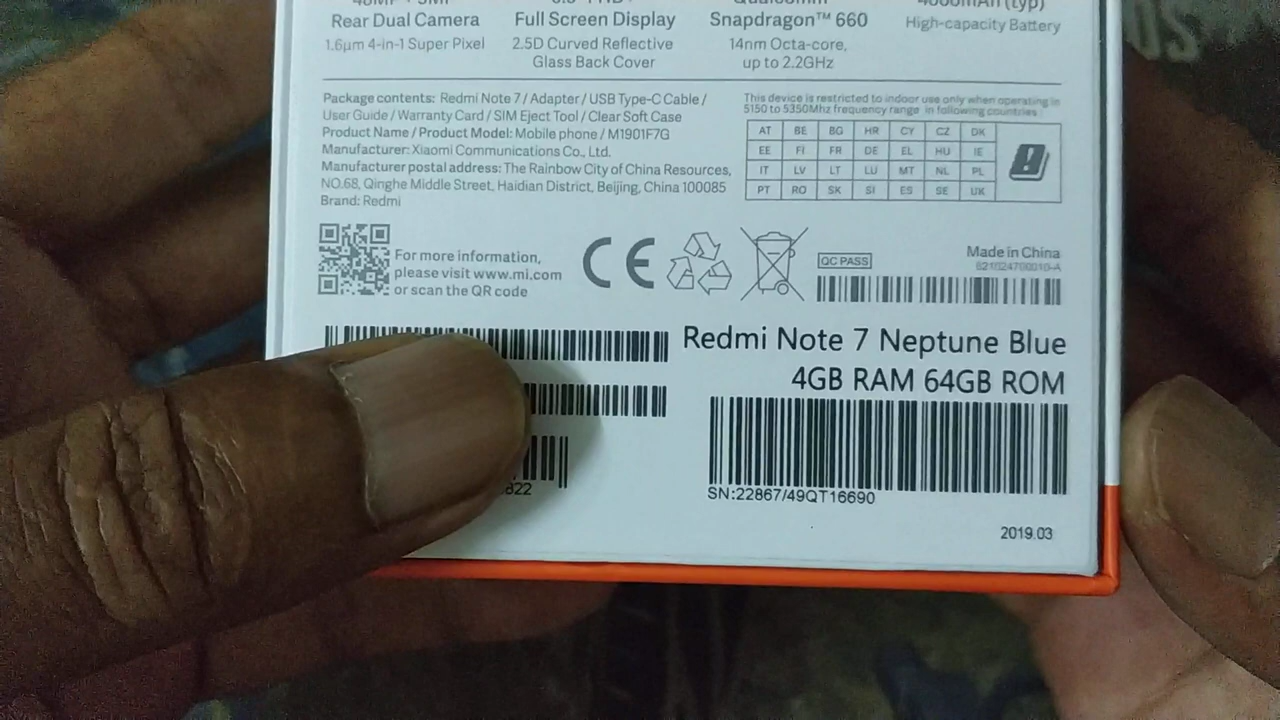 Rear Dual Camera
1.6μm 4-in-1 Super Pixel
Full Screen Display
2.5D Curved Reflective
Glass Back Cover
Snapdragon™ 660
14nm Octa-core,
up to 2.2GHz
4000mAh (typ)
High-capacity Battery
Package contents: Redmi Note 7 / Adapter / USB Type-C Cable /
User Guide / Warranty Card / SIM Eject Tool / Clear Soft Case
Product Name / Product Model: Mobile phone / M1901F7G
Manufacturer: Xiaomi Communications Co., Ltd.
Manufacturer postal address: The Rainbow City of China Resources,
NO.68, Qinghe Middle Street, Haidian District, Beijing, China 100085
Brand: Redmi
This device is restricted to indoor use only when operating in
5150 to 5350Mhz frequency range in following countries:
AT BE BG HR CY CZ DK
EE FI FR DE EL HU IE
IT LV LT LU MT NL PL
PT RO SK SI ES SE UK
For more information,
please visit www.mi.com
or scan the QR code
CE
QC PASS
Made in China
Redmi Note 7 Neptune Blue
4GB RAM 64GB ROM
SN:22867/49QT16690
822
2019.03